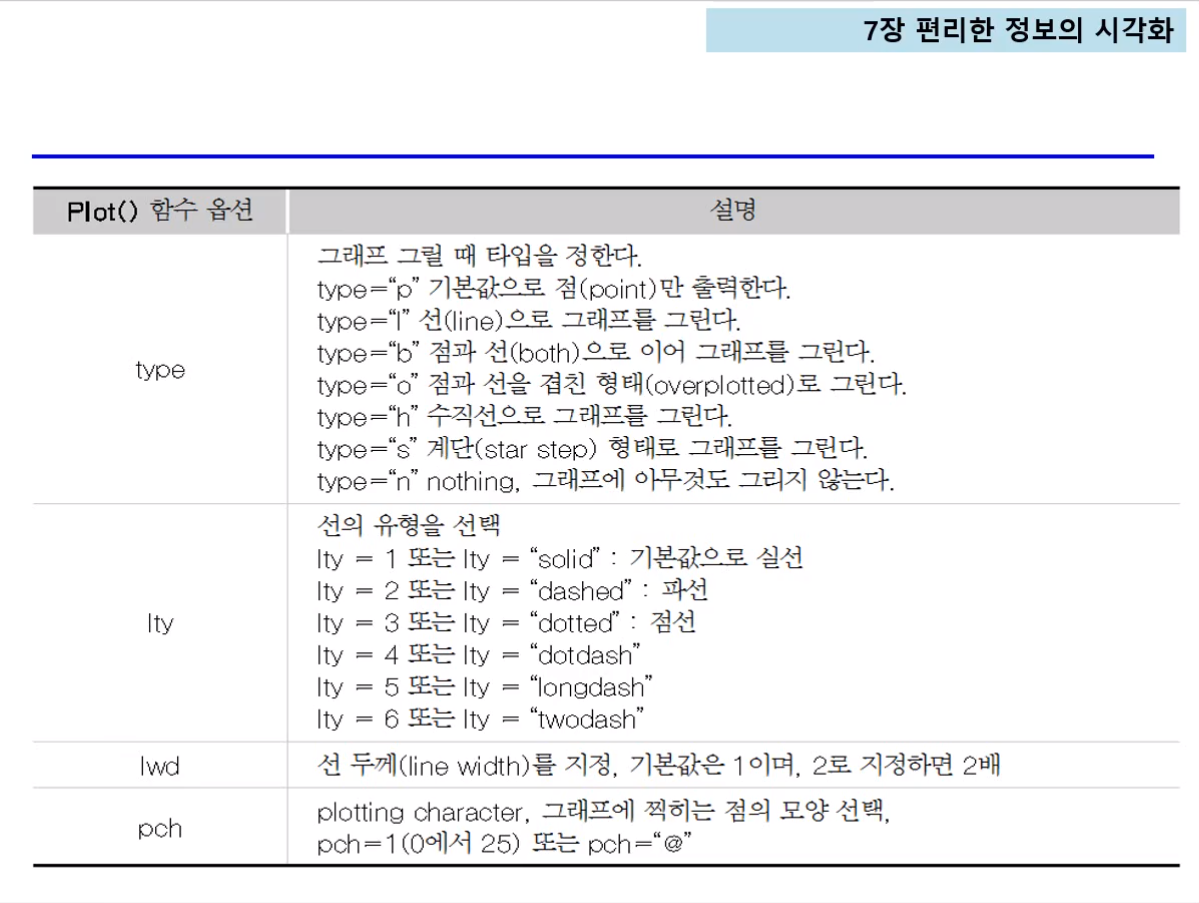 7장 편리한 정보의 시각화
Plot() 함수 옵션
설명
type
그래프 그릴 때 타입을 정한다.
type=“p” 기본값으로 점(point)만 출력한다.
type=“l” 선(line)으로 그래프를 그린다.
type=“b” 점과 선(both)으로 이어 그래프를 그린다.
type=“o” 점과 선을 겹친 형태(overplotted)로 그린다.
type=“h” 수직선으로 그래프를 그린다.
type=“s” 계단(star step) 형태로 그래프를 그린다.
type=“n” nothing, 그래프에 아무것도 그리지 않는다.
lty
선의 유형을 선택
lty = 1 또는 lty = “solid” : 기본값으로 실선
lty = 2 또는 lty = “dashed” : 파선
lty = 3 또는 lty = “dotted” : 점선
lty = 4 또는 lty = “dotdash”
lty = 5 또는 lty = “longdash”
lty = 6 또는 lty = “twodash”
lwd
선 두께(line width)를 지정, 기본값은 1이며, 2로 지정하면 2배
pch
plotting character, 그래프에 찍히는 점의 모양 선택,
pch=1(0에서 25) 또는 pch=“@”